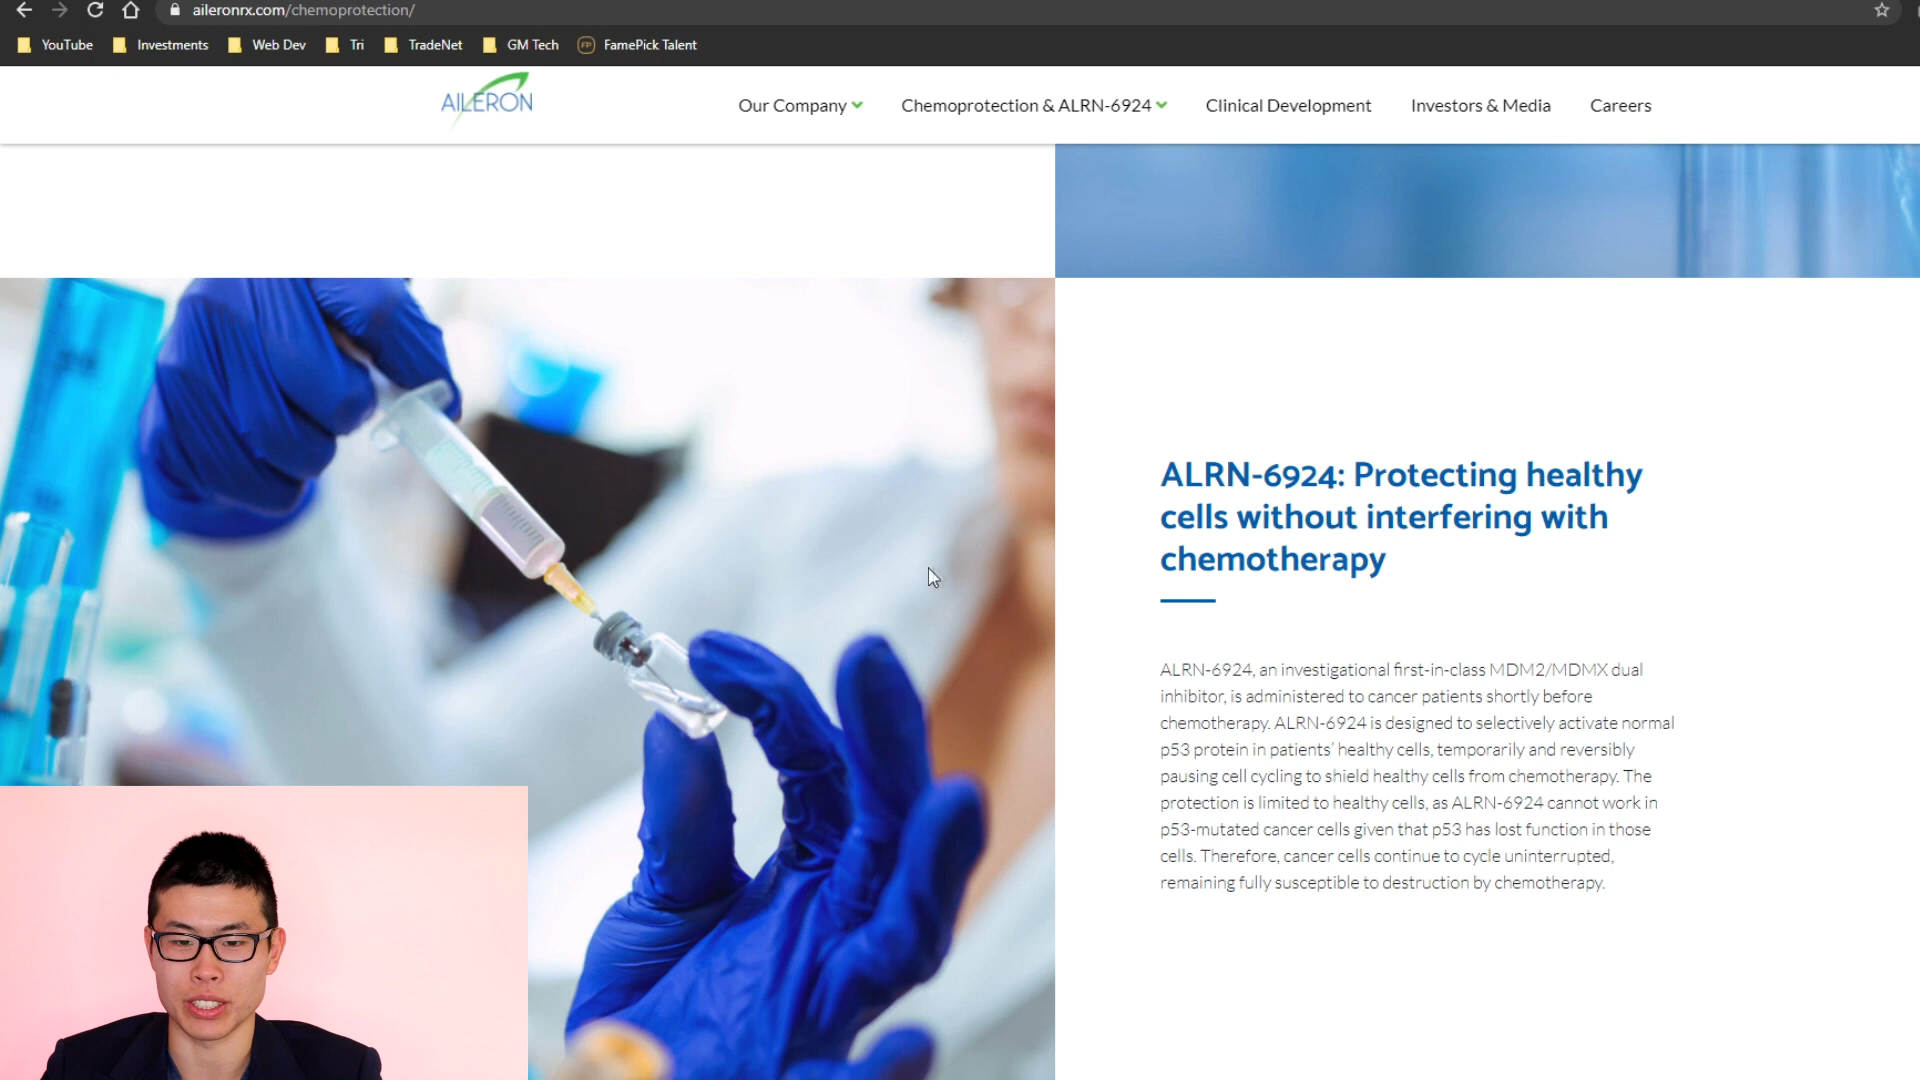 aileronrx.com/chemoprotection/
YouTube Investments Web Dev Tri TradeNet GM Tech FP FamePick Talent
AILERON
Our Company Chemoprotection & ALRN-6924 Clinical Development Investors & Media Careers
ALRN-6924: Protecting healthy
cells without interfering with
chemotherapy
ALRN-6924, an investigational first-in-class MDM2/MDMX dual
inhibitor, is administered to cancer patients shortly before
chemotherapy. ALRN-6924 is designed to selectively activate normal
p53 protein in patients' healthy cells, temporarily and reversibly
pausing cell cycling to shield healthy cells from chemotherapy. The
protection is limited to healthy cells, as ALRN-6924 cannot work in
p53-mutated cancer cells given that p53 has lost function in those
cells. Therefore, cancer cells continue to cycle uninterrupted,
remaining fully susceptible to destruction by chemotherapy.